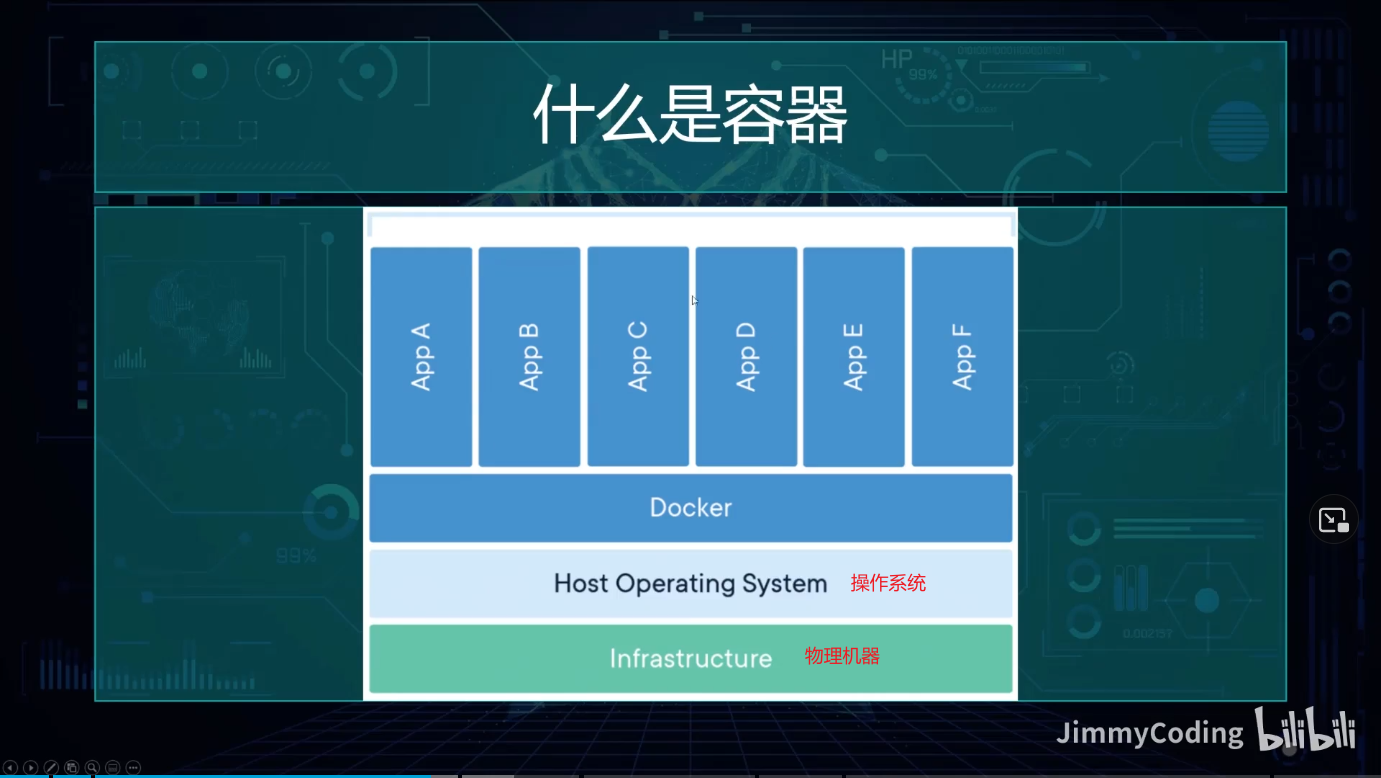 什么是容器
HP
99%
App A
App B
App C
App D
App E
App F
Docker
99%
Host Operating System 操作系统
Infrastructure 物理机器
0.002157
JimmyCoding bilibili